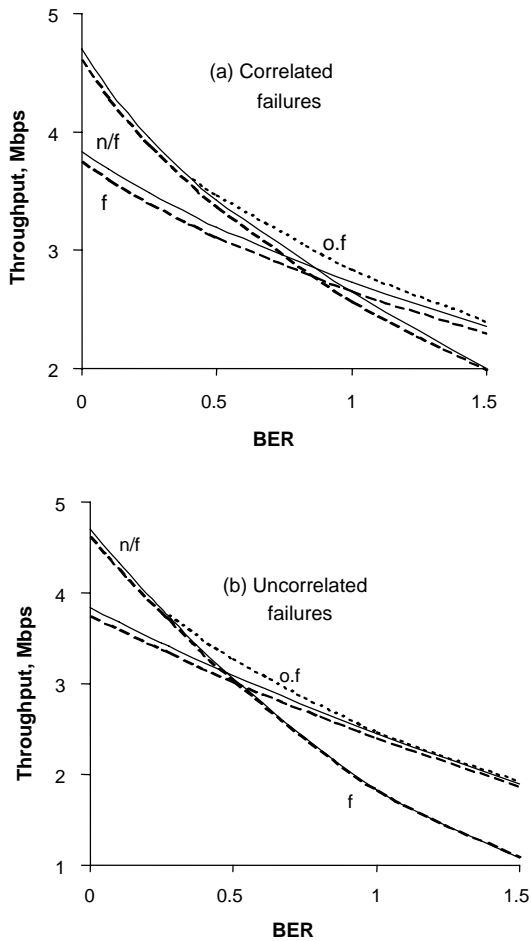 5
(a) Correlated
failures
4
n/f
f
Throughput, Mbps
3
o.f
2
0
0.5
1
1.5
BER
5
n/f
(b) Uncorrelated
failures
4
Throughput, Mbps
3
o.f
2
f
1
0
0.5
1
1.5
BER